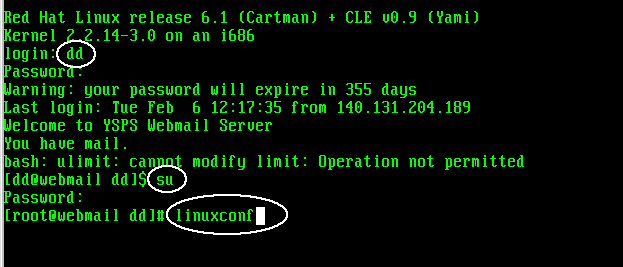 Red Hat Linux release 6.1 (Cartman) + CLE v0.9 (Yami)
Kernel 2.2.14-3.0 on an i686
login: dd
Password:
Warning: your password will expire in 355 days
Last login: Tue Feb  6 12:17:35 from 140.131.204.189
Welcome to YSPS Webmail Server
You have mail.
bash: ulimit: cannot modify limit: Operation not permitted
[dd@webmail dd]$ su
Password:
[root@webmail dd]# linuxconf